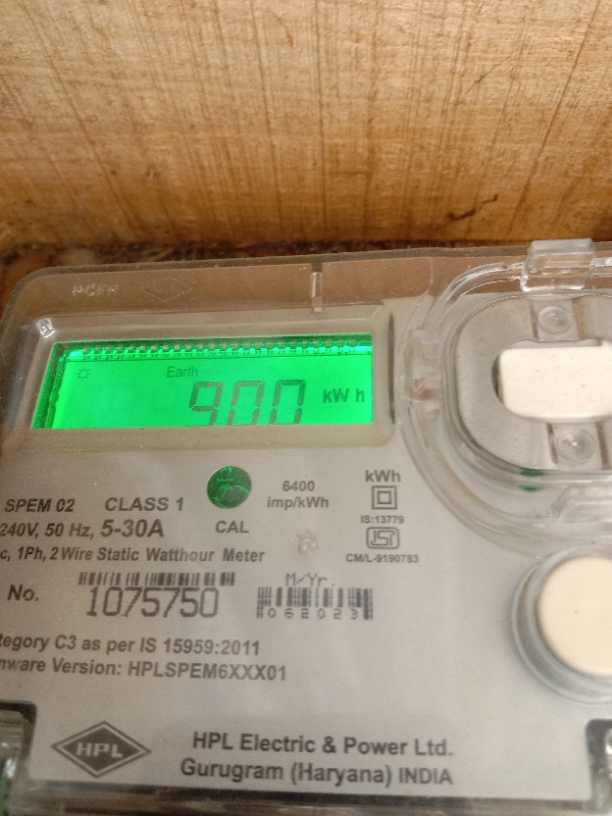 Earth
900 kW h
6400
imp/kWh
kWh
SPEM 02 CLASS 1
IS:13779
240V, 50 Hz, 5-30A CAL
CM/L-9190783
c, 1Ph, 2 Wire Static Watthour Meter
M/Yr.
No. 1075750 062023
tegory C3 as per IS 15959:2011
mware Version: HPLSPEM6XXX01
HPL
HPL Electric & Power Ltd.
Gurugram (Haryana) INDIA